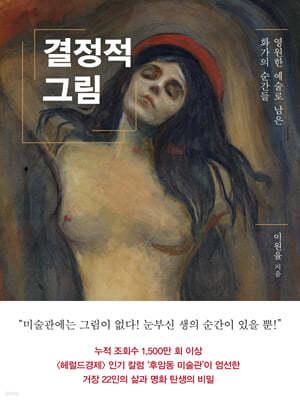 결정적
그림
영원한 예술로 남은
화가의 순간들
이원율 지음
"미술관에는 그림이 없다! 눈부신 생의 순간이 있을 뿐!"
누적 조회수 1,500만 회 이상
<헤럴드경제> 인기 칼럼 '후암동 미술관'이 엄선한
거장 22인의 삶과 명화 탄생의 비밀